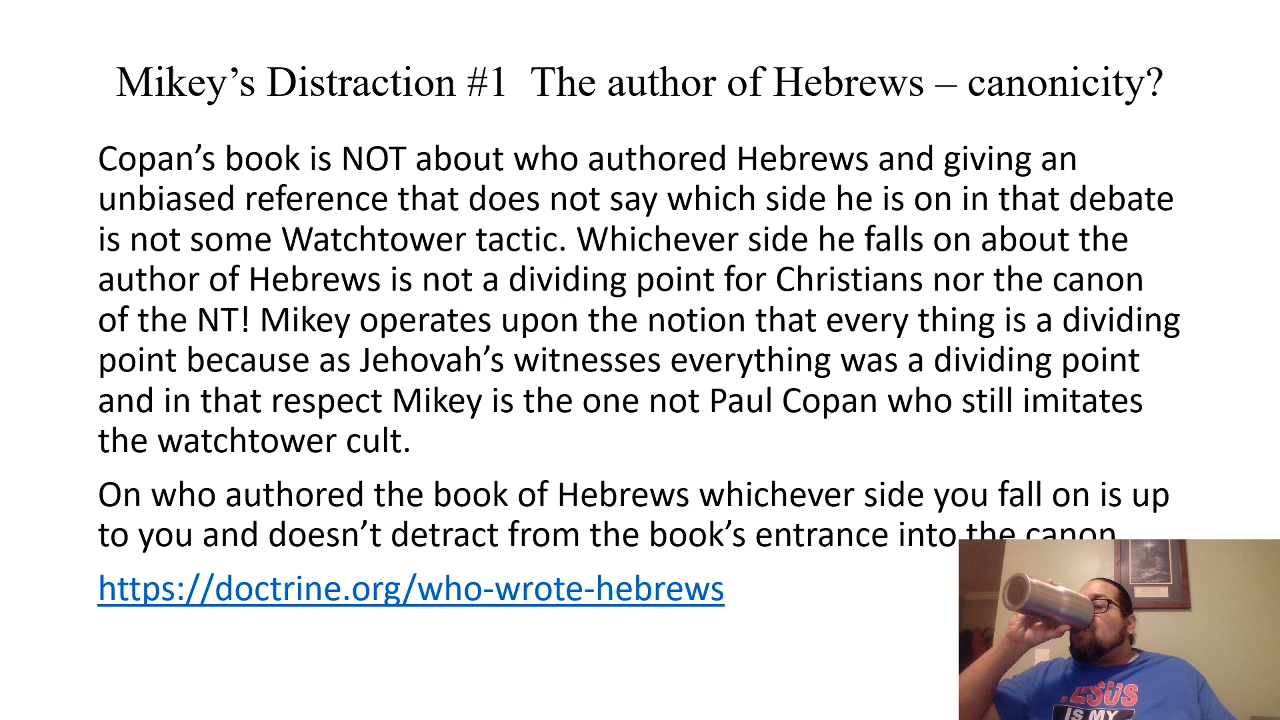 Mikey’s Distraction #1  The author of Hebrews – canonicity?
Copan’s book is NOT about who authored Hebrews and giving an
unbiased reference that does not say which side he is on in that debate
is not some Watchtower tactic. Whichever side he falls on about the
author of Hebrews is not a dividing point for Christians nor the canon
of the NT! Mikey operates upon the notion that every thing is a dividing
point because as Jehovah’s witnesses everything was a dividing point
and in that respect Mikey is the one not Paul Copan who still imitates
the watchtower cult.
On who authored the book of Hebrews whichever side you fall on is up
to you and doesn’t detract from the book’s entrance into the canon
https://doctrine.org/who-wrote-hebrews
JESUS
IS MY